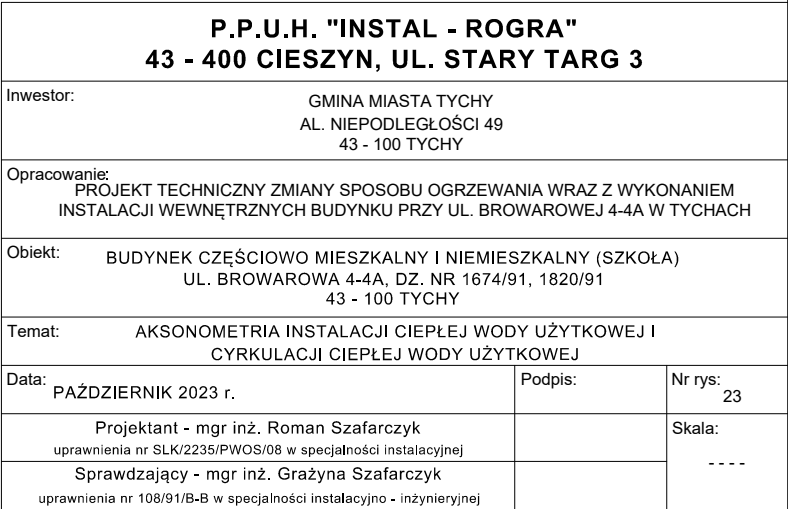 P.P.U.H. "INSTAL - ROGRA"
43 - 400 CIESZYN, UL. STARY TARG 3
Inwestor:
GMINA MIASTA TYCHY
AL. NIEPODLEGŁOŚCI 49
43 - 100 TYCHY
Opracowanie:
PROJEKT TECHNICZNY ZMIANY SPOSOBU OGRZEWANIA WRAZ Z WYKONANIEM
INSTALACJI WEWNĘTRZNYCH BUDYNKU PRZY UL. BROWAROWEJ 4-4A W TYCHACH
Obiekt:
BUDYNEK CZĘŚCIOWO MIESZKALNY I NIEMIESZKALNY (SZKOŁA)
UL. BROWAROWA 4-4A, DZ. NR 1674/91, 1820/91
43 - 100 TYCHY
Temat:
AKSONOMETRIA INSTALACJI CIEPŁEJ WODY UŻYTKOWEJ I
CYRKULACJI CIEPŁEJ WODY UŻYTKOWEJ
Data:
PAŹDZIERNIK 2023 r.
Podpis:
Nr rys:
23
Projektant - mgr inż. Roman Szafarczyk
uprawnienia nr SLK/2235/PWOS/08 w specjalności instalacyjnej
Skala:
- - - -
Sprawdzający - mgr inż. Grażyna Szafarczyk
uprawnienia nr 108/91/B-B w specjalności instalacyjno - inżynieryjnej